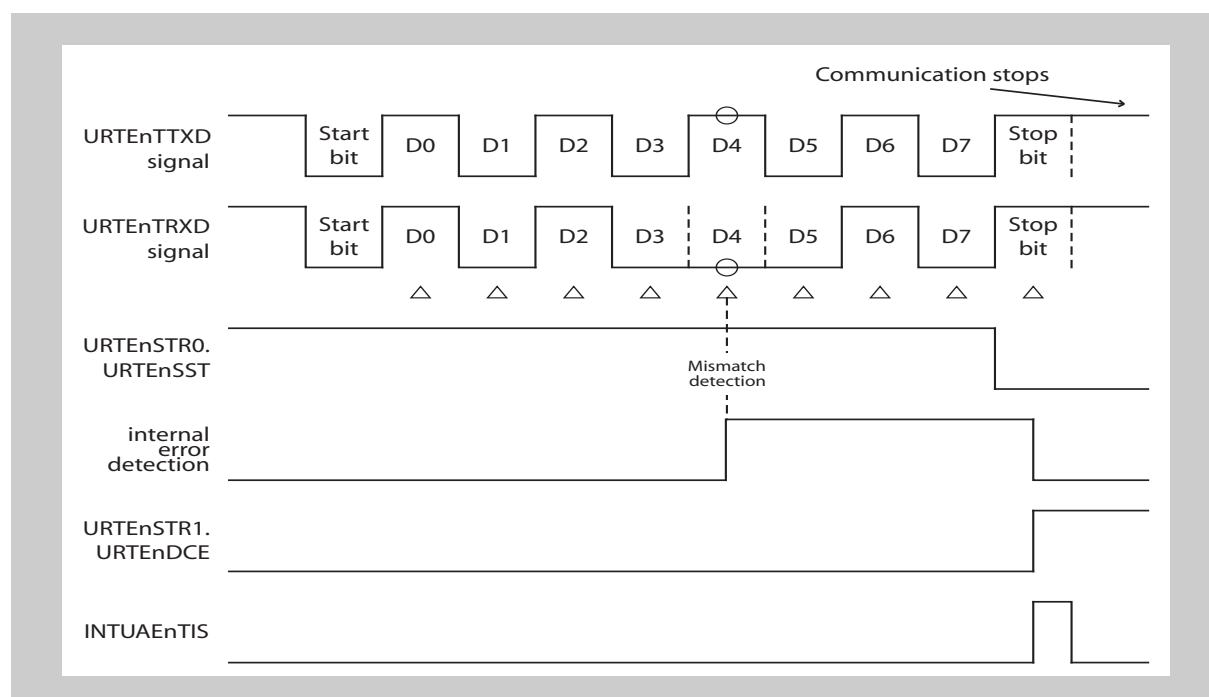 Communication stops
URTEnTTXD
signal
Start
bit
D0
D1
D2
D3
D4
D5
D6
D7
Stop
bit
URTEnTRXD
signal
Start
bit
D0
D1
D2
D3
D4
D5
D6
D7
Stop
bit
URTEnSTR0.
URTEnSST
Mismatch
detection
internal
error
detection
URTEnSTR1.
URTEnDCE
INTUAEnTIS